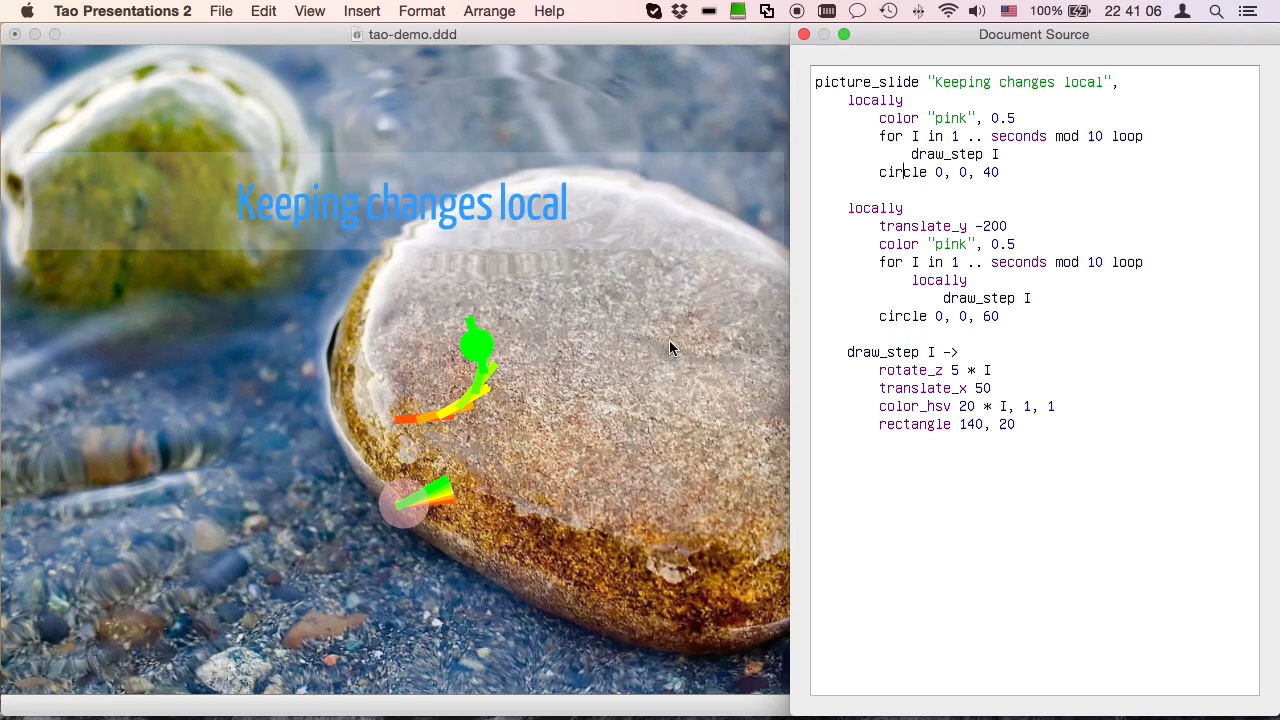 Tao Presentations 2 File Edit View Insert Format Arrange Help 100% 22 41 06
tao-demo.ddd
Keeping changes local
Document Source
picture_slide "Keeping changes local",
    locally
        color "pink", 0.5
        for I in 1 .. seconds mod 10 loop
            draw_step I
        circle 0, 0, 40

    locally
        translate_y -200
        color "pink", 0.5
        for I in 1 .. seconds mod 10 loop
            locally
                draw_step I
        circle 0, 0, 60

    draw_step I ->
        rotate_z 5 * I
        translate_x 50
        color_hsv 20 * I, 1, 1
        rectangle 140, 20